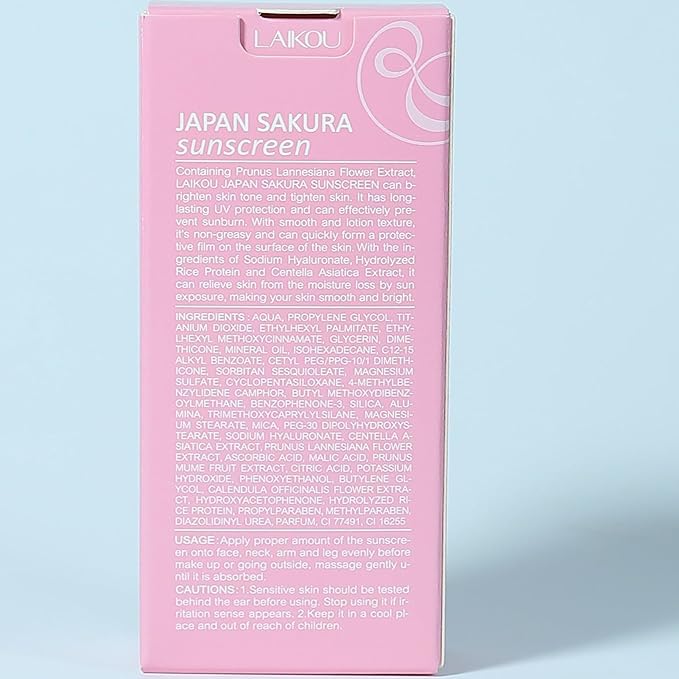 LAIKOU
JAPAN SAKURA
sunscreen
Containing Prunus Lannesiana Flower Extract,
LAIKOU JAPAN SAKURA SUNSCREEN can b-
righten skin tone and tighten skin. It has long-
lasting UV protection and can effectively pre-
vent sunburn. With smooth and lotion texture,
it's non-greasy and can quickly form a protec-
tive film on the surface of the skin. With the in-
gredients of Sodium Hyaluronate, Hydrolyzed
Rice Protein and Centella Asiatica Extract, it
can relieve skin from the moisture loss by sun
exposure, making your skin smooth and bright.
INGREDIENTS : AQUA, PROPYLENE GLYCOL, TIT-
ANIUM DIOXIDE, ETHYLHEXYL PALMITATE, ETHY-
LHEXYL METHOXYCINNAMATE, GLYCERIN, DIME-
THICONE, MINERAL OIL, ISOHEXADECANE, C12-15
ALKYL BENZOATE, CETYL PEG/PPG-10/1 DIMETH-
ICONE, SORBITAN SESQUIOLEATE, MAGNESIUM
SULFATE, CYCLOPENTASILOXANE, 4-METHYLBE-
NZYLIDENE CAMPHOR, BUTYL METHOXYDIBENZ-
OYLMETHANE, BENZOPHENONE-3, SILICA, ALU-
MINA, TRIMETHOXYCAPRYLYLSILANE, MAGNESI-
UM STEARATE, MICA, PEG-30 DIPOLYHYDROXYS-
TEARATE, SODIUM HYALURONATE, CENTELLA A-
SIATICA EXTRACT, PRUNUS LANNESIANA FLOWER
EXTRACT, ASCORBIC ACID, MALIC ACID, PRUNUS
MUME FRUIT EXTRACT, CITRIC ACID, POTASSIUM
HYDROXIDE, PHENOXYETHANOL, BUTYLENE GL-
YCOL, CALENDULA OFFICINALIS FLOWER EXTRA-
CT, HYDROXYACETOPHENONE, HYDROLYZED RI-
CE PROTEIN, PROPYLPARABEN, METHYLPARABEN,
DIAZOLIDINYL UREA, PARFUM, CI 77491, CI 16255
USAGE : Apply proper amount of the sunscre-
en onto face, neck, arm and leg evenly before
make up or going outside, massage gently u-
ntil it is absorbed.
CAUTIONS : 1.Sensitive skin should be tested
behind the ear before using. Stop using it if ir-
ritation sense appears. 2.Keep it in a cool pl-
ace and out of reach of children.